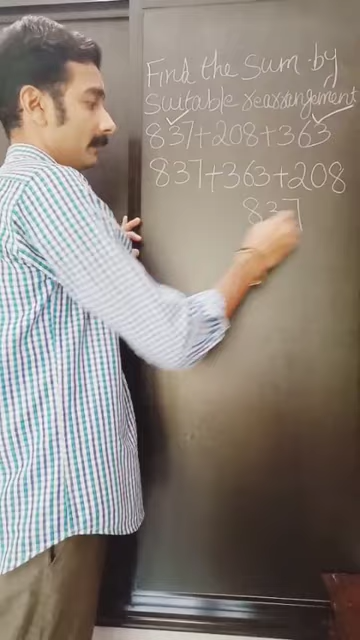 Find the sum by
Suitable rearrangement
837+208+363
837+363+208
837